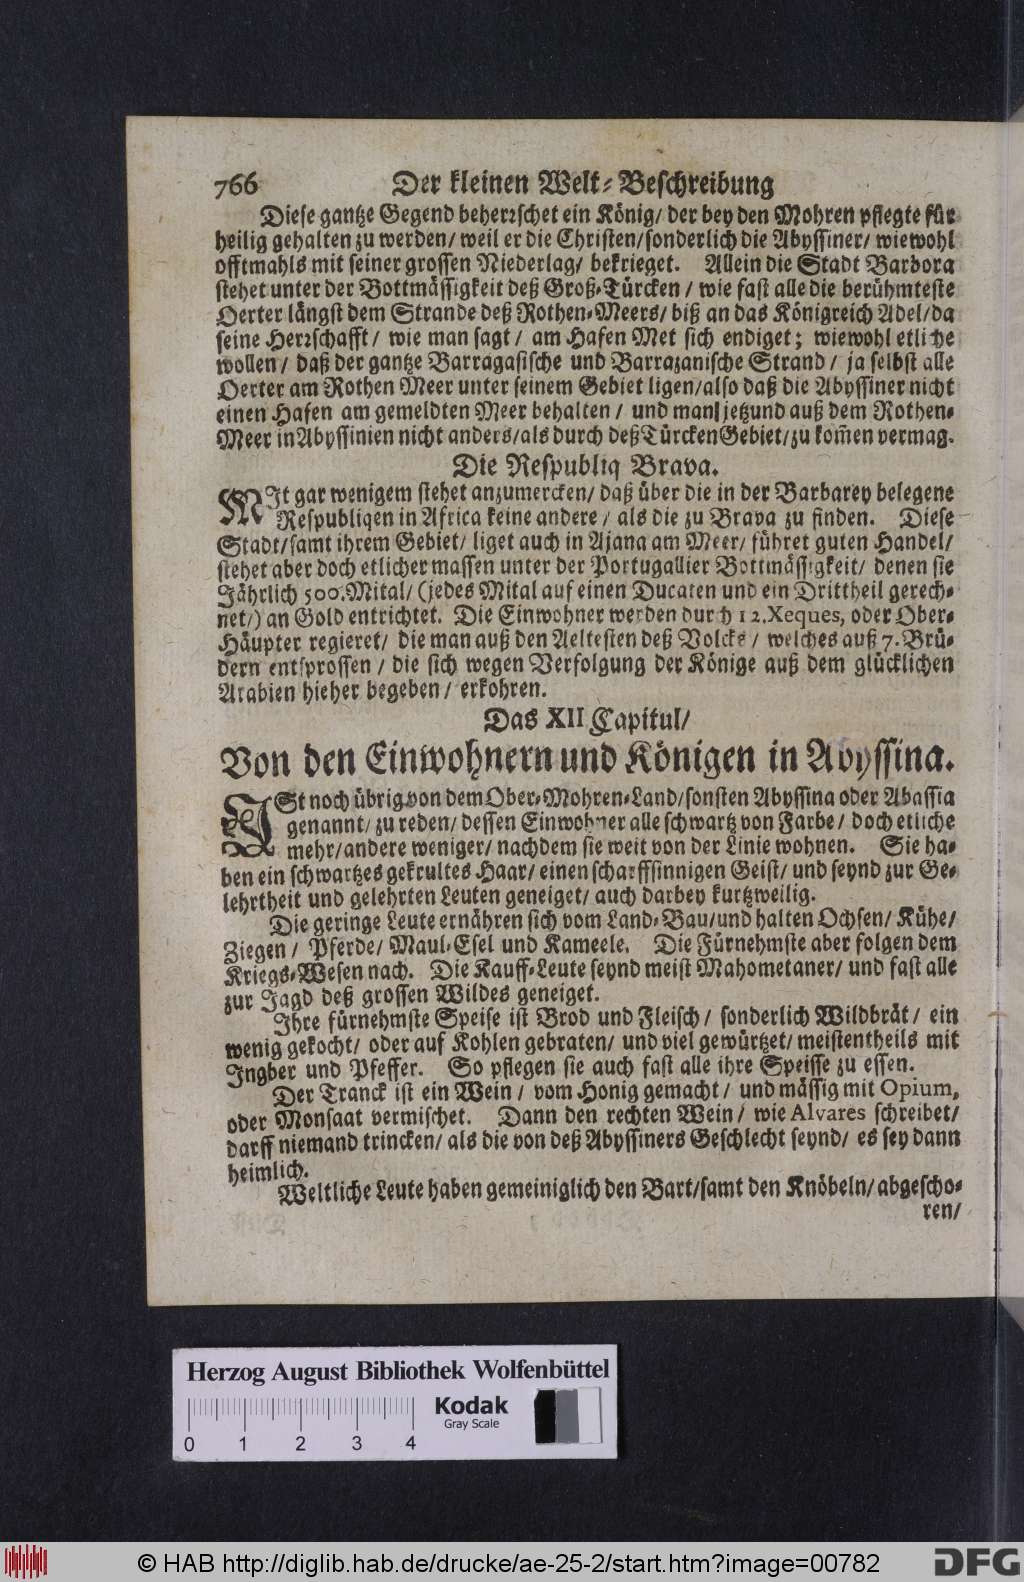 766 Der kleinen Welt-Beschreibung
Diese gantze Gegend beherrschet ein König/ der bey den Mohren pflegte für
heilig gehalten zu werden/ weil er die Christen/ sonderlich die Abyssiner/ wiewohl
offtmahls mit seiner grossen Niederlag/ bekrieget. Allein die Stadt Barbora
stehet unter der Bottmässigkeit deß Groß-Türcken/ wie fast alle die berühmteste
Oerter längst dem Strande deß Rothen-Meers/ biß an das Königreich Adel/ da
seine Herrschafft/ wie man sagt/ am Hafen Met sich endiget; wiewohl etliche
wollen/ daß der gantze Barragasische und Barrazanische Strand/ ja selbst alle
Oerter am Rothen Meer unter seinem Gebiet ligen/ also daß die Abyssiner nicht
einen Hafen am gemeldten Meer behalten/ und man jetzund auß dem Rothen-
Meer in Abyssinien nicht anders/ als durch deß Türcken Gebiet/ zu kom̃en vermag.
Die Respubliq Brava.
MIt gar wenigem stehet anzumercken/ daß über die in der Barbarey belegene
Respubliqen in Africa keine andere/ als die zu Brava zu finden. Diese
Stadt/ samt ihrem Gebiet/ liget auch in Ajana am Meer/ führet guten Handel/
stehet aber doch etlicher massen unter der Portugallier Bottmässigkeit/ denen sie
Jährlich 500. Mital/ (jedes Mital auf einen Ducaten und ein Drittheil gerech-
net/) an Gold entrichtet. Die Einwohner werden durch 12. Xeques, oder Ober-
Häupter regieret/ die man auß den Aeltesten deß Volcks/ welches auß 7. Brü-
dern entsprossen/ die sich wegen Verfolgung der Könige auß dem glücklichen
Arabien hieher begeben/ erkohren.
Das XII Capitul/
Von den Einwohnern und Königen in Abyssina.
ISt noch übrig von dem Ober-Mohren-Land/ sonsten Abyssina oder Abassia
genannt/ zu reden/ dessen Einwohner alle schwartz von Farbe/ doch etliche
mehr/ andere weniger/ nachdem sie weit von der Linie wohnen. Sie ha-
ben ein schwartzes gekrultes Haar/ einen scharffsinnigen Geist/ und seynd zur Ge-
lehrtheit und gelehrten Leuten geneiget/ auch darbey kurtzweilig.
Die geringe Leute ernähren sich vom Land-Bau/ und halten Ochsen/ Kühe/
Ziegen/ Pferde/ Maul-Esel und Kameele. Die Fürnehmste aber folgen dem
Kriegs-Wesen nach. Die Kauff-Leute seynd meist Mahometaner/ und fast alle
zur Jagd deß grossen Wildes geneiget.
Ihre fürnehmste Speise ist Brod und Fleisch/ sonderlich Wildbrät/ ein
wenig gekocht/ oder auf Kohlen gebraten/ und viel gewürtzet/ meistentheils mit
Ingber und Pfeffer. So pflegen sie auch fast alle ihre Speisse zu essen.
Der Tranck ist ein Wein/ vom Honig gemacht/ und mässig mit Opium,
oder Monsaat vermischet. Dann den rechten Wein/ wie Alvares schreibet/
darff niemand trincken/ als die von deß Abyssiners Geschlecht seynd/ es sey dann
heimlich.
Weltliche Leute haben gemeiniglich den Bart/ samt den Knöbeln/ abgescho-
ren/
Herzog August Bibliothek Wolfenbüttel
Kodak
Gray Scale
0 1 2 3 4
© HAB http://diglib.hab.de/drucke/ae-25-2/start.htm?image=00782
DFG